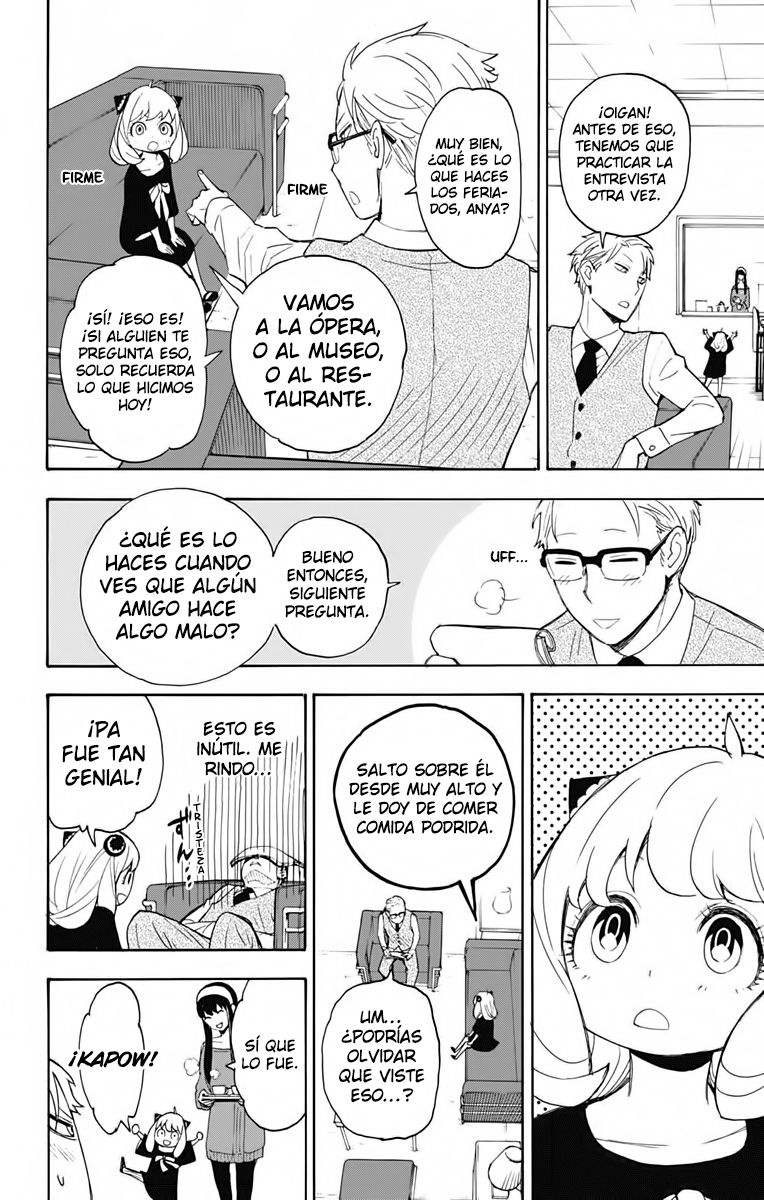 ¡OIGAN!
ANTES DE ESO,
TENEMOS QUE
PRACTICAR LA
ENTREVISTA
OTRA VEZ.
MUY BIEN,
¿QUÉ ES LO
QUE HACES
LOS FERIA-
DOS, ANYA?
FIRME
FIRME
VAMOS
A LA ÓPERA,
O AL MUSEO,
O AL RES-
TAURANTE.
¡SÍ! ¡ESO ES!
¡SI ALGUIEN TE
PREGUNTA ESO,
SOLO RECUERDA
LO QUE HICIMOS
HOY!
UFF...
BUENO
ENTONCES,
SIGUIENTE
PREGUNTA.
¿QUÉ ES LO
HACES CUANDO
VES QUE ALGÚN
AMIGO HACE
ALGO MALO?
SALTO SOBRE ÉL
DESDE MUY ALTO Y
LE DOY DE COMER
COMIDA PODRIDA.
UM...
¿PODRÍAS
OLVIDAR
QUE VISTE
ESO...?
ESTO ES
INÚTIL. ME
RINDO...
TRISTEZA
¡PA
FUE TAN
GENIAL!
SÍ QUE
LO FUE.
¡KAPOW!